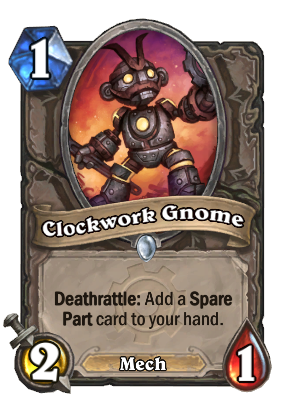 1
Clockwork Gnome
Deathrattle: Add a Spare
Part card to your hand.
2
Mech
1